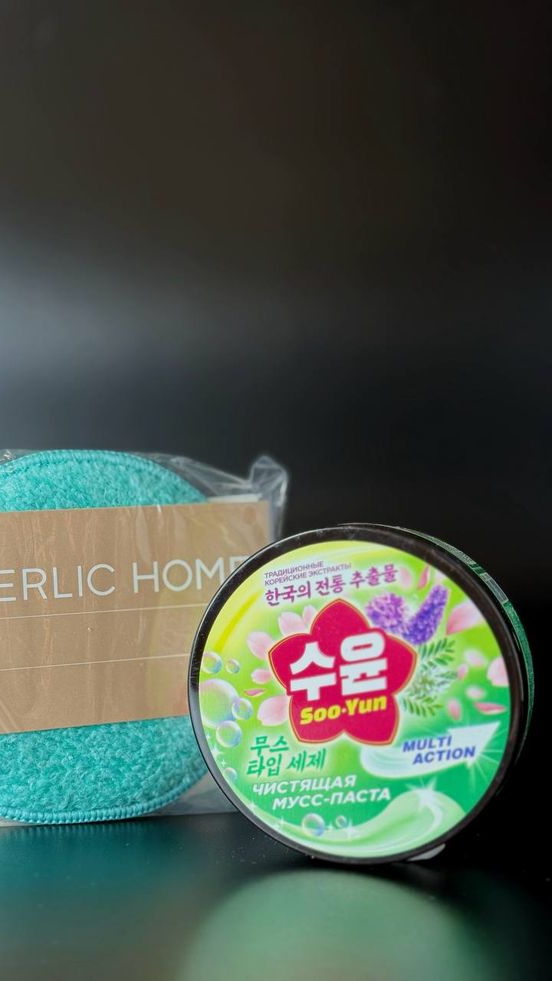 ERLIC HOME
ТРАДИЦИОННЫЕ
КОРЕЙСКИЕ ЭКСТРАКТЫ
한국의 전통 추출물
수윤
Soo-Yun
무스
타입 세제
MULTI
ACTION
ЧИСТЯЩАЯ
МУСС-ПАСТА